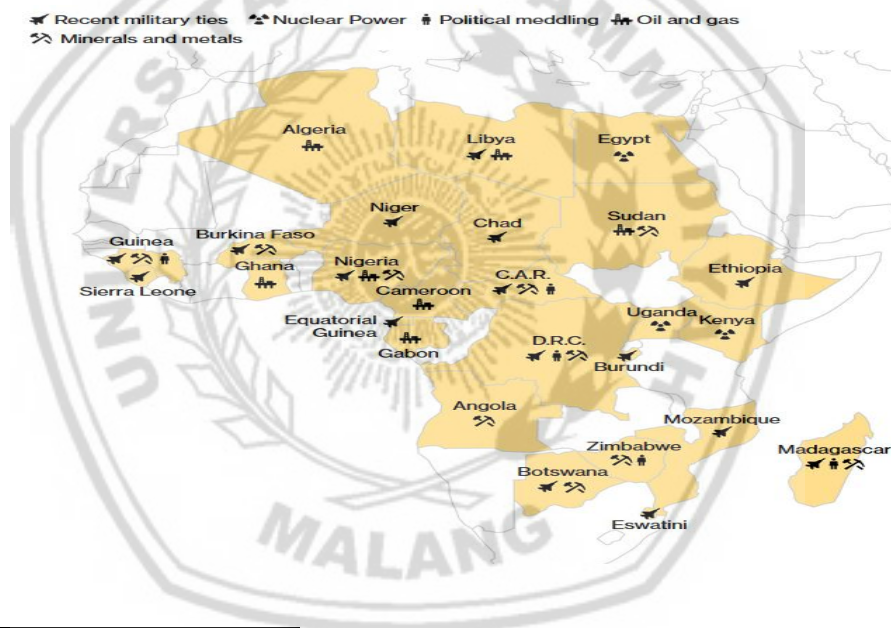 Recent military ties Nuclear Power Political meddling Oil and gas
Minerals and metals
Algeria
Libya
Egypt
Niger
Chad
Sudan
Guinea
Burkina Faso
Ghana
Nigeria
C.A.R.
Ethiopia
Sierra Leone
Cameroon
Equatorial
Guinea
Gabon
Uganda
Kenya
D.R.C.
Burundi
Angola
Mozambique
Zimbabwe
Madagascar
Botswana
Eswatini
MALANG